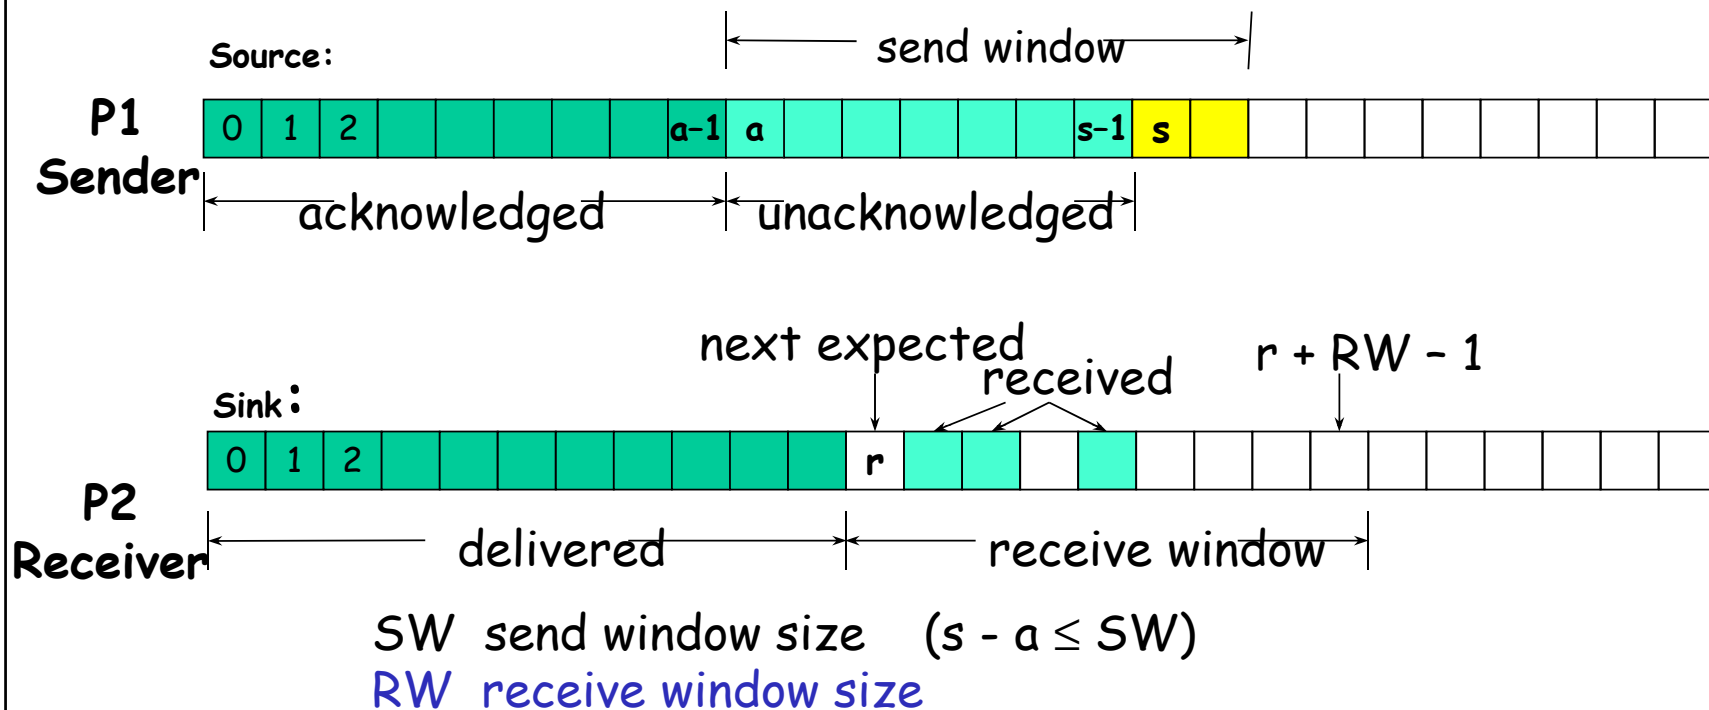 send window
Source:
P1
Sender
0 1 2 a-1 a s-1 s
acknowledged unacknowledged
next expected
received
r + RW - 1
Sink:
0 1 2 r
P2
Receiver
delivered receive window
SW send window size (s - a ≤ SW)
RW receive window size